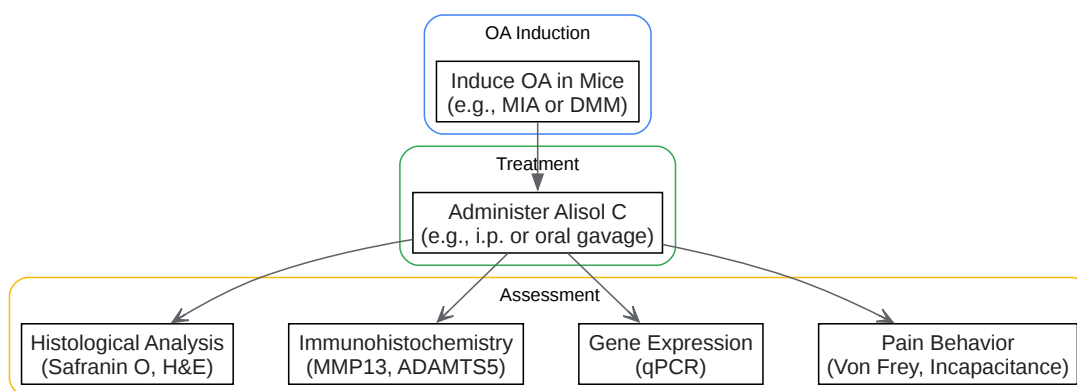 OA Induction
Induce OA in Mice
(e.g., MIA or DMM)
Treatment
Administer Alisol C
(e.g., i.p. or oral gavage)
Assessment
Histological Analysis
(Safranin O, H&E)
Immunohistochemistry
(MMP13, ADAMTS5)
Gene Expression
(qPCR)
Pain Behavior
(Von Frey, Incapacitance)